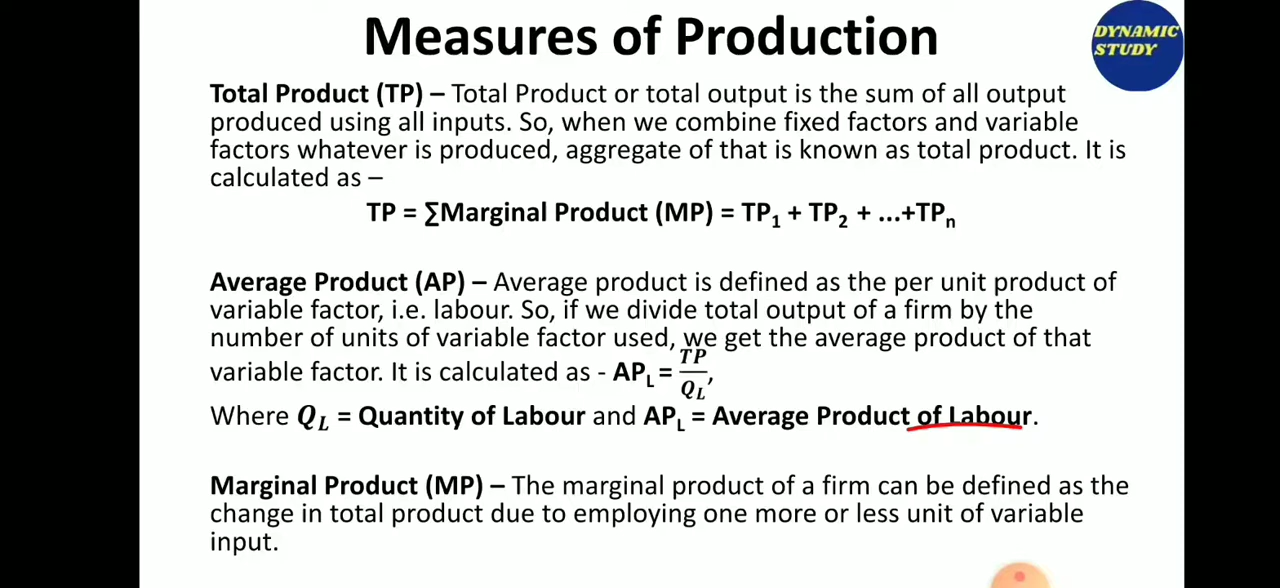 Measures of Production
DYNAMIC
STUDY
Total Product (TP) – Total Product or total output is the sum of all output
produced using all inputs. So, when we combine fixed factors and variable
factors whatever is produced, aggregate of that is known as total product. It is
calculated as –
TP = ∑Marginal Product (MP) = TP₁ + TP₂ + ...+TPₙ
Average Product (AP) – Average product is defined as the per unit product of
variable factor, i.e. labour. So, if we divide total output of a firm by the
number of units of variable factor used, we get the average product of that
variable factor. It is calculated as - AP_L = TP/Q_L,
Where Q_L = Quantity of Labour and AP_L = Average Product of Labour.
Marginal Product (MP) – The marginal product of a firm can be defined as the
change in total product due to employing one more or less unit of variable
input.